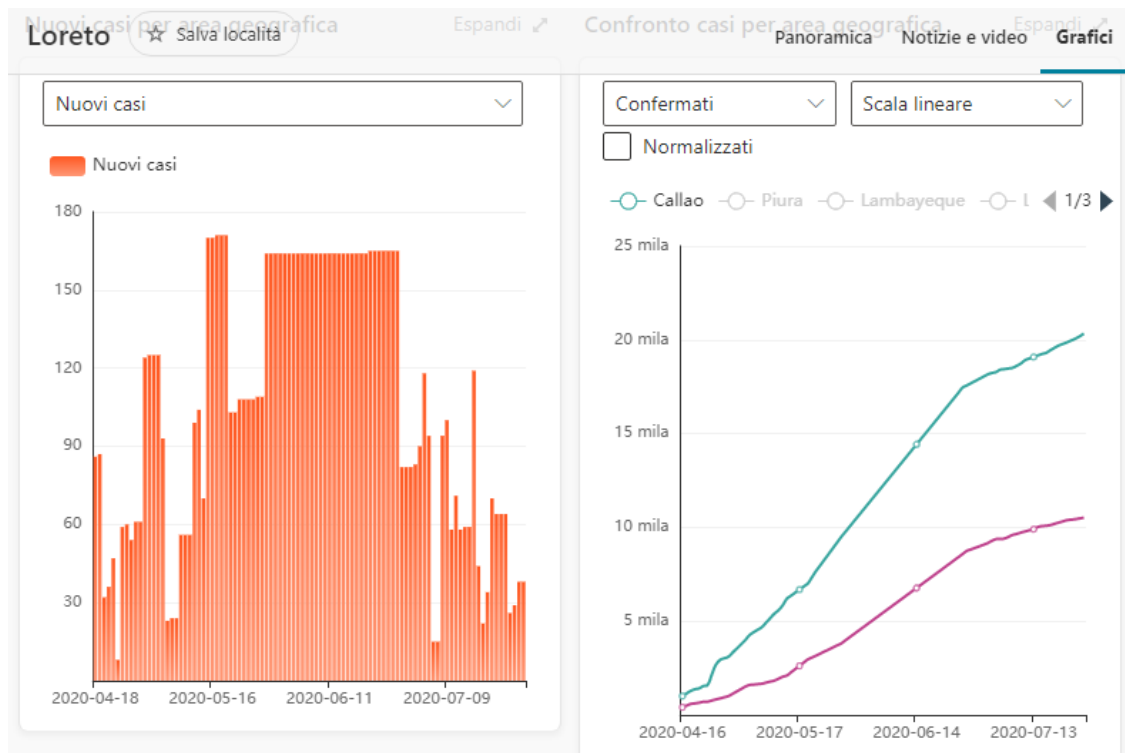 Nuovi casi per area geografica
Espandi
Confronto casi per area geografica
Espandi
Loreto
Salva località
Panoramica
Notizie e video
Grafici
Nuovi casi
Nuovi casi
180
150
120
90
60
30
2020-04-18
2020-05-16
2020-06-11
2020-07-09
Confermati
Scala lineare
Normalizzati
Callao
Piura
Lambayeque
L
1/3
25 mila
20 mila
15 mila
10 mila
5 mila
2020-04-16
2020-05-17
2020-06-14
2020-07-13